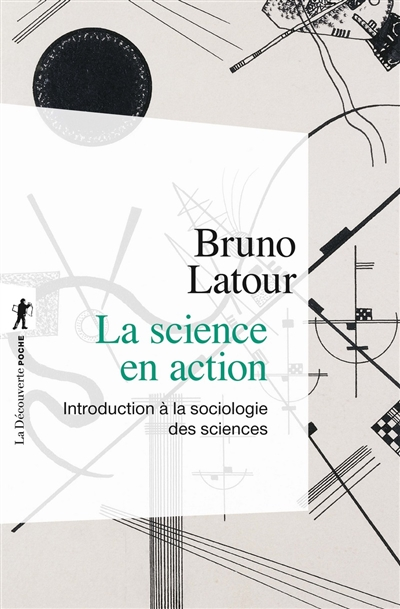 Bruno
Latour
La science
en action
Introduction à la sociologie
des sciences
La Découverte POCHE